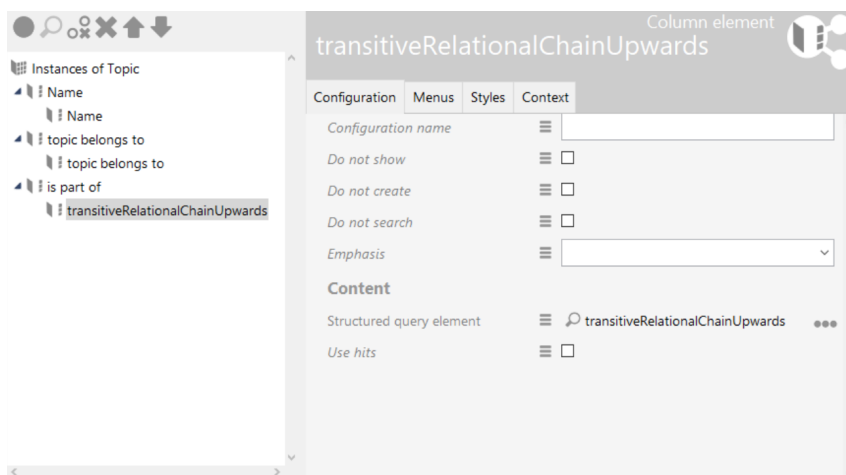 Column element
transitiveRelationalChainUpwards
Instances of Topic
Name
Name
topic belongs to
topic belongs to
is part of
transitiveRelationalChainUpwards
Configuration Menus Styles Context
Configuration name
Do not show
Do not create
Do not search
Emphasis
Content
Structured query element transitiveRelationalChainUpwards
Use hits